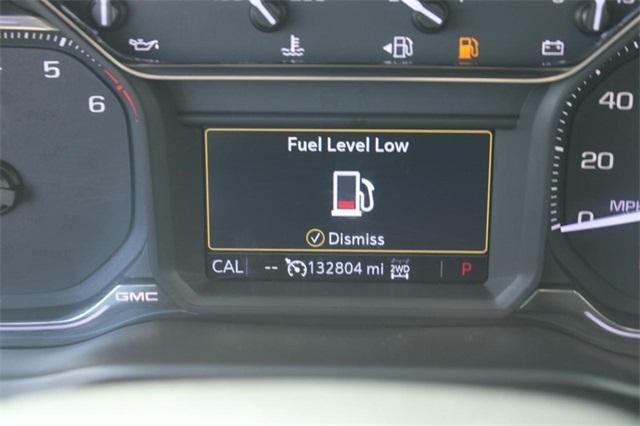 5
6
40
20
0
MPH
Fuel Level Low
Dismiss
CAL -- 132804 mi 2WD P
GMC